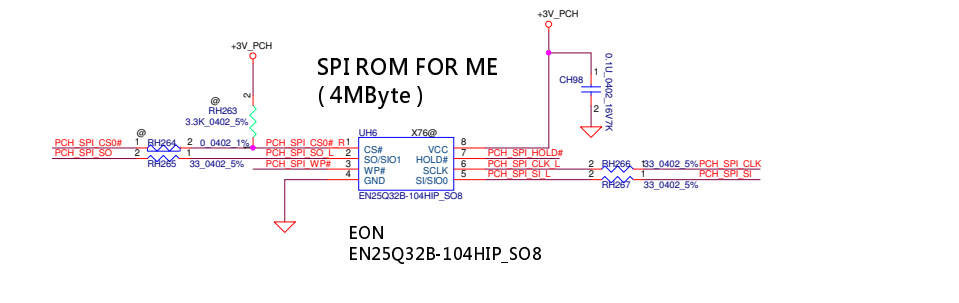 +3V_PCH
+3V_PCH
SPI ROM FOR ME
( 4MByte )
@
RH263
3.3K_0402_5%
2
1
CH98
2
0.1U_0402_16V7K
@
UH6 X76@
PCH_SPI_CS0# 1 RH264 2 0_0402_1% PCH_SPI_CS0#_R 1 CS# VCC 8
PCH_SPI_SO 2 RH265 1 33_0402_5% PCH_SPI_SO_L 2 SO/SIO1 HOLD# 7 PCH_SPI_HOLD#
PCH_SPI_WP# 3 WP# SCLK 6 PCH_SPI_CLK_L 2 RH266 1 33_0402_5% PCH_SPI_CLK
4 GND SI/SIO0 5 PCH_SPI_SI_L 2 RH267 1 33_0402_5% PCH_SPI_SI
EN25Q32B-104HIP_SO8
EON
EN25Q32B-104HIP_SO8